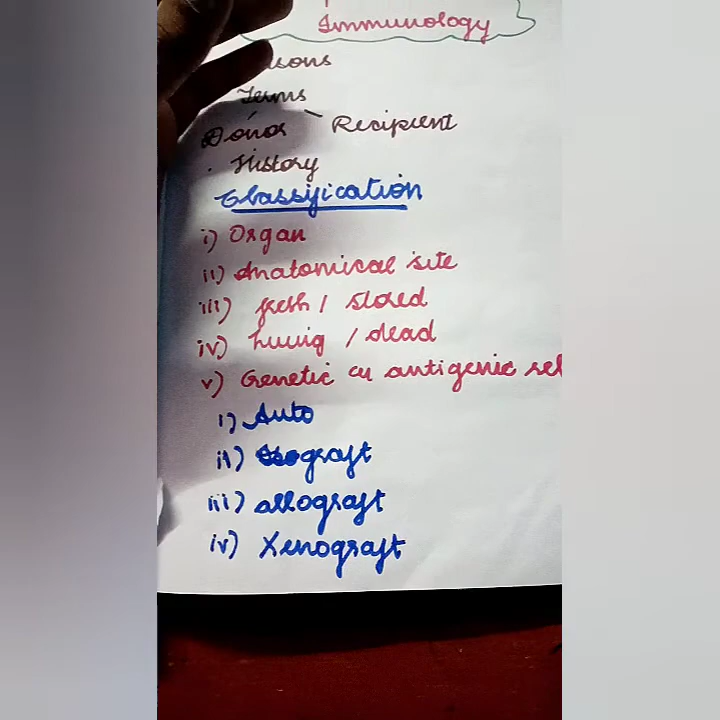 Immunology
Terms
Donor - Recipient
. History
Classification
i) Organ
ii) Anatomical site
iii) fresh / stored
iv) living / dead
v) Genetic antigenic
i) Auto
ii) Isograft
iii) allograft
iv) Xenograft